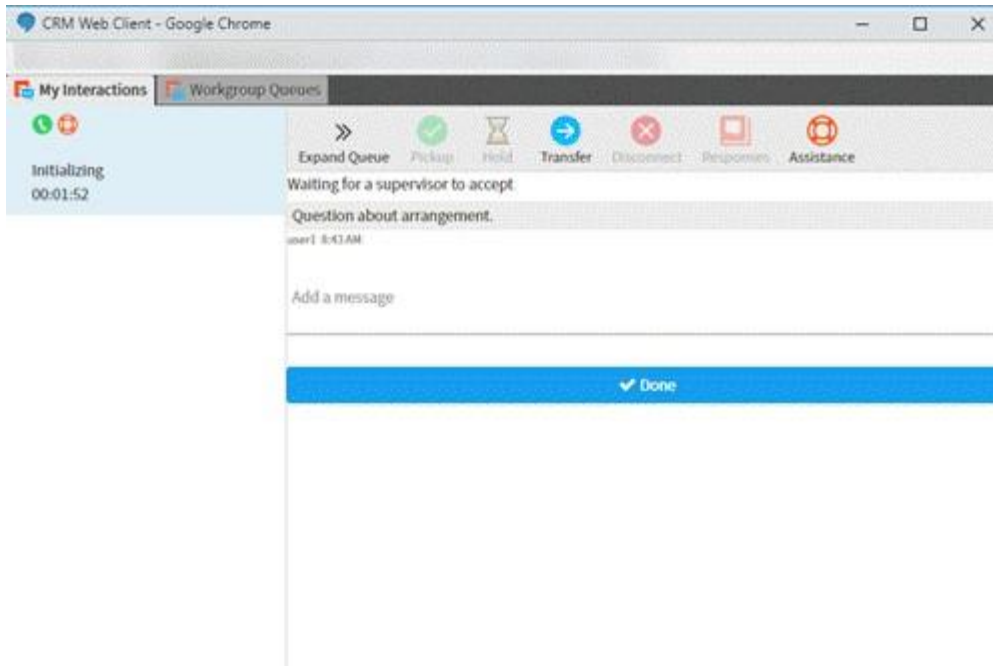 CRM Web Client - Google Chrome
My Interactions Workgroup Queues
Initializing
00:01:52
Expand Queue Pickup Hold Transfer Disconnect Responses Assistance
Waiting for a supervisor to accept
Question about arrangement.
user1 8:43 AM
Add a message
Done